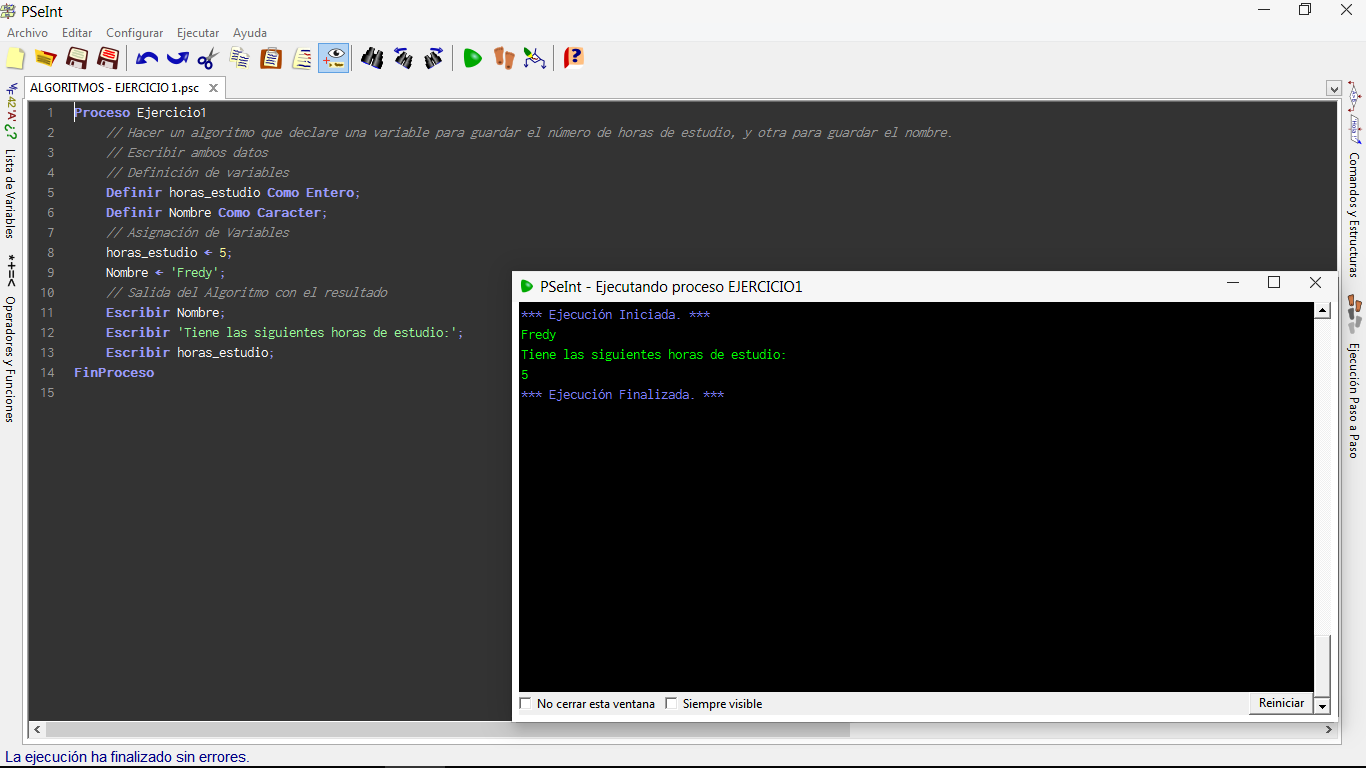 PSeInt
Archivo Editar Configurar Ejecutar Ayuda
ALGORITMOS - EJERCICIO 1.psc
1 Proceso Ejercicio1
2 // Hacer un algoritmo que declare una variable para guardar el número de horas de estudio, y otra para guardar el nombre.
3 // Escribir ambos datos
4 // Definición de variables
5 Definir horas_estudio Como Entero;
6 Definir Nombre Como Caracter;
7 // Asignación de Variables
8 horas_estudio ← 5;
9 Nombre ← 'Fredy';
10 // Salida del Algoritmo con el resultado
11 Escribir Nombre;
12 Escribir 'Tiene las siguientes horas de estudio:';
13 Escribir horas_estudio;
14 FinProceso
15
PSeInt - Ejecutando proceso EJERCICIO1
*** Ejecución Iniciada. ***
Fredy
Tiene las siguientes horas de estudio:
5
*** Ejecución Finalizada. ***
No cerrar esta ventana Siempre visible Reiniciar
Lista de Variables
*+=< Operadores y Funciones
Comandos y Estructuras
Ejecución Paso a Paso
La ejecución ha finalizado sin errores.